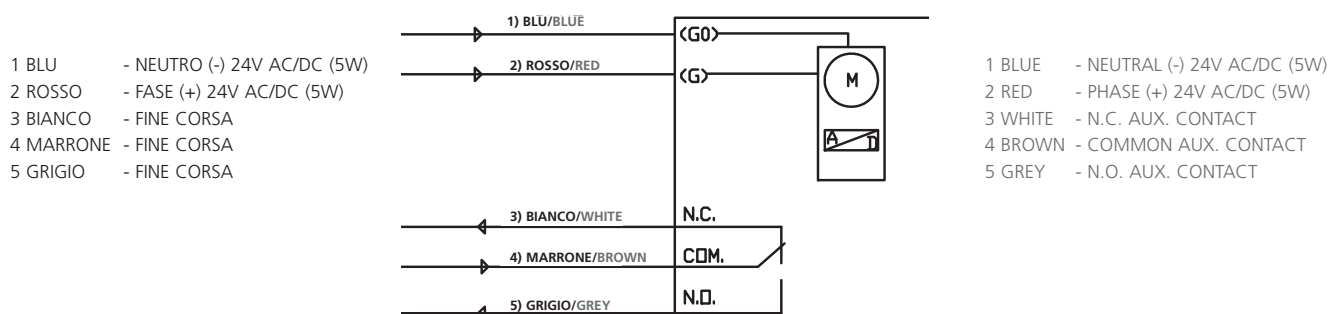 1 BLU - NEUTRO (-) 24V AC/DC (5W)
2 ROSSO - FASE (+) 24V AC/DC (5W)
3 BIANCO - FINE CORSA
4 MARRONE - FINE CORSA
5 GRIGIO - FINE CORSA
1) BLU/BLUE
(G0)
2) ROSSO/RED
(G)
M
A
D
3) BIANCO/WHITE
N.C.
4) MARRONE/BROWN
COM.
5) GRIGIO/GREY
N.O.
1 BLUE - NEUTRAL (-) 24V AC/DC (5W)
2 RED - PHASE (+) 24V AC/DC (5W)
3 WHITE - N.C. AUX. CONTACT
4 BROWN - COMMON AUX. CONTACT
5 GREY - N.O. AUX. CONTACT